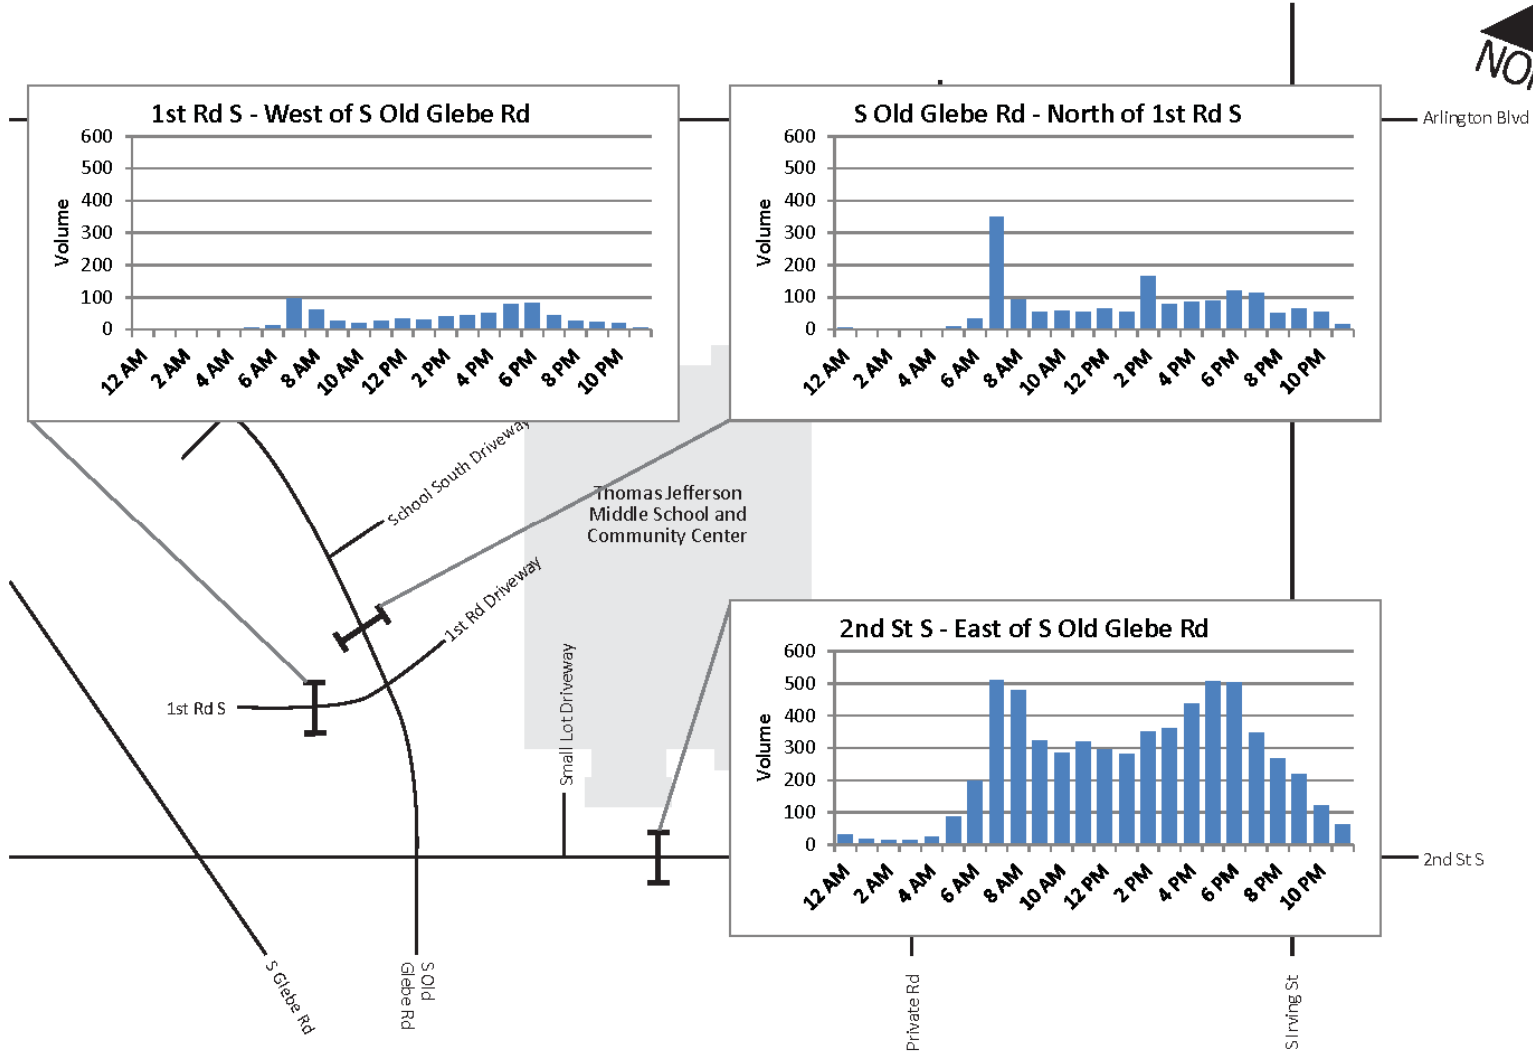 NO
Arlington Blvd
1st Rd S - West of S Old Glebe Rd
600
500
400
300
200
100
0
Volume
12 AM
2 AM
4 AM
6 AM
8 AM
10 AM
12 PM
2 PM
4 PM
6 PM
8 PM
10 PM
S Old Glebe Rd - North of 1st Rd S
600
500
400
300
200
100
0
Volume
12 AM
2 AM
4 AM
6 AM
8 AM
10 AM
12 PM
2 PM
4 PM
6 PM
8 PM
10 PM
School South Driveway
Thomas Jefferson
Middle School and
Community Center
1st Rd Driveway
1st Rd S
Small Lot Driveway
2nd St S - East of S Old Glebe Rd
600
500
400
300
200
100
0
Volume
12 AM
2 AM
4 AM
6 AM
8 AM
10 AM
12 PM
2 PM
4 PM
6 PM
8 PM
10 PM
2nd St S
S Glebe Rd
S Old
Glebe Rd
Private Rd
S Irving St